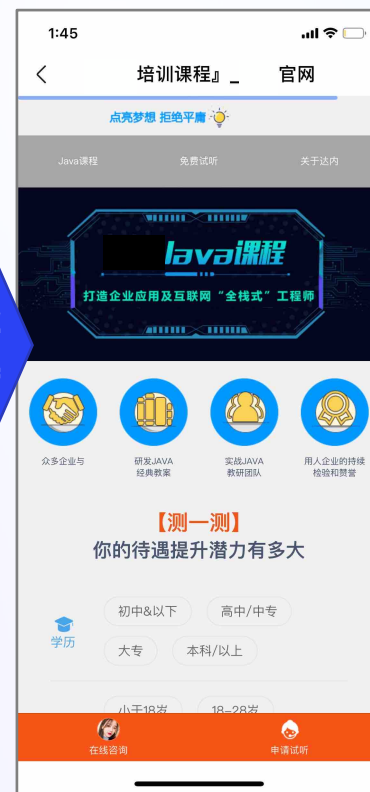 1:45
培训课程』_ 官网
点亮梦想 拒绝平庸
Java课程 免费试听 关于达内
Java课程
打造企业应用及互联网“全栈式”工程师
众多企业与 研发JAVA 实战JAVA 用人企业的持续
经典教案 教研团队 检验和赞誉
【测一测】
你的待遇提升潜力有多大
初中&以下 高中/中专
学历
大专 本科/以上
小于18岁 18-28岁
在线咨询 申请试听